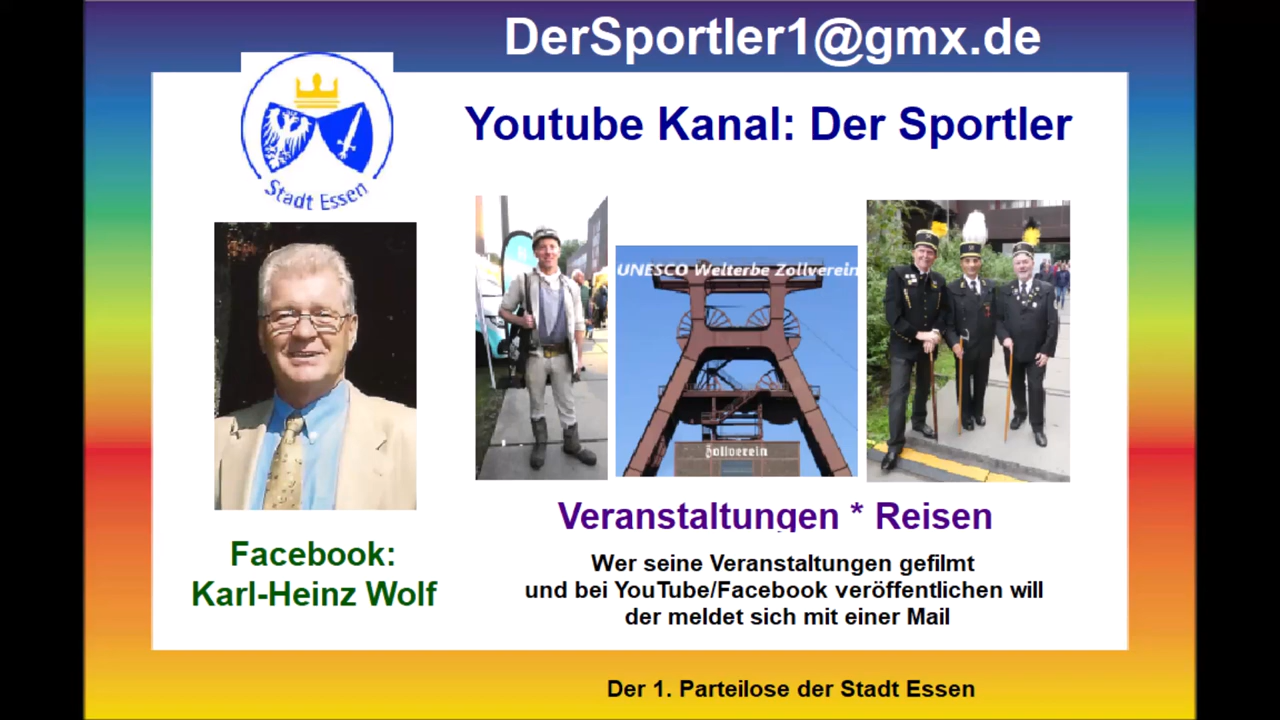 DerSportler1@gmx.de
Youtube Kanal: Der Sportler
Stadt Essen
UNESCO Welterbe Zollverein
Zollverein
Veranstaltungen * Reisen
Facebook:
Karl-Heinz Wolf
Wer seine Veranstaltungen gefilmt
und bei YouTube/Facebook veröffentlichen will
der meldet sich mit einer Mail
Der 1. Parteilose der Stadt Essen